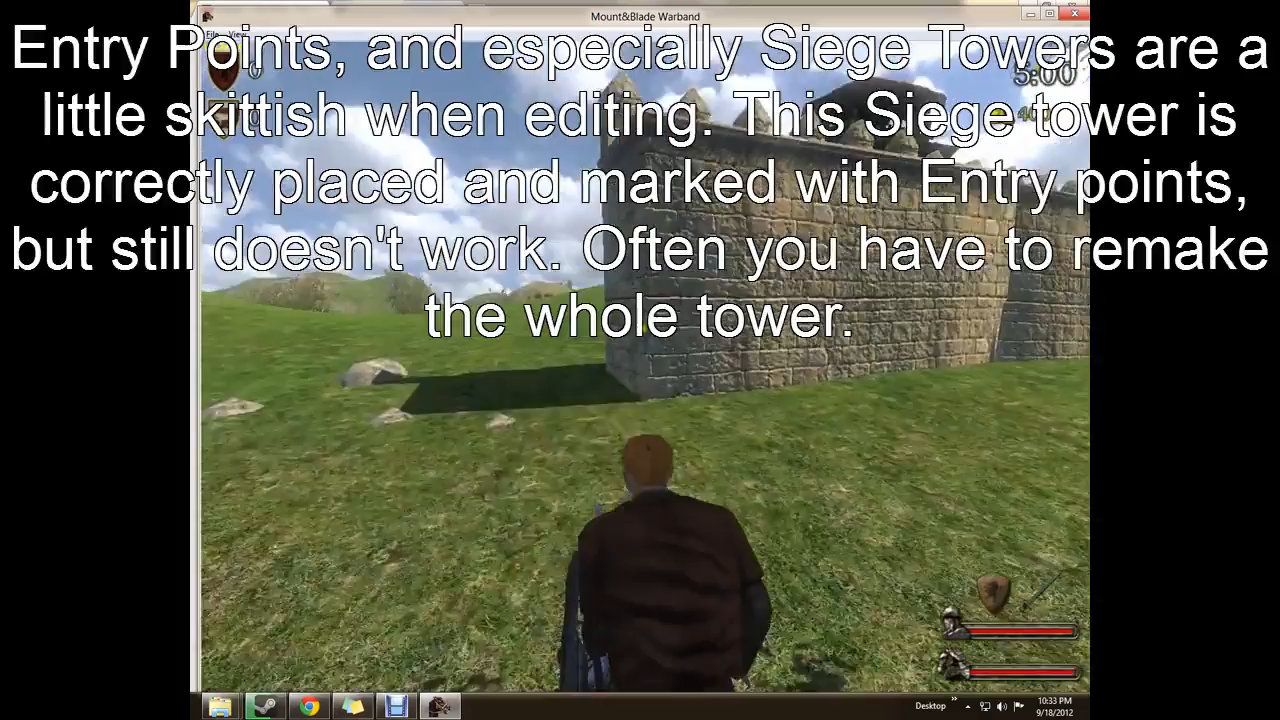 Mount&Blade Warband
File View
Entry Points, and especially Siege Towers are a
little skittish when editing. This Siege tower is
correctly placed and marked with Entry points,
but still doesn't work. Often you have to remake
the whole tower.
5:00
Desktop
10:33 PM
9/18/2012